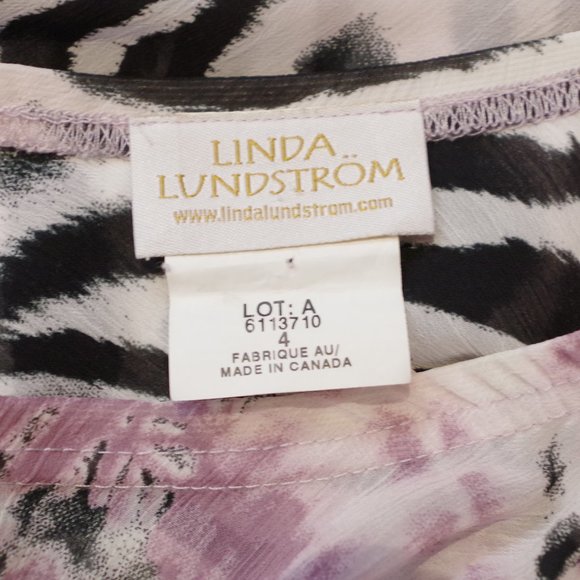 LINDA
LUNDSTRÖM
www.lindalundstrom.com
LOT: A
6113710
4
FABRIQUE AU/
MADE IN CANADA